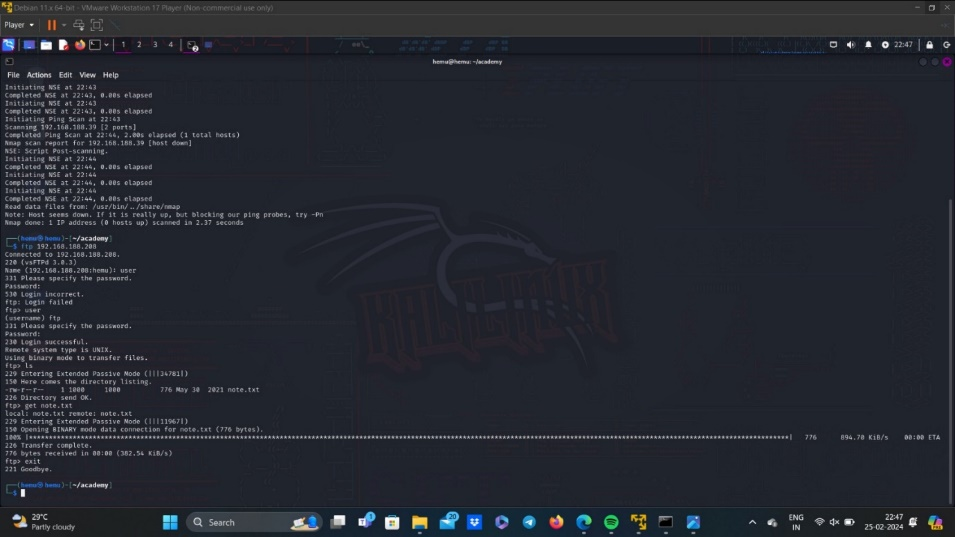 Debian 11.x 64-bit - VMware Workstation 17 Player (Non-commercial use only)
Player
1 2 3 4
22:47
hemu@hemu: ~/academy
File Actions Edit View Help
Initiating NSE at 22:43
Completed NSE at 22:43, 0.00s elapsed
Initiating NSE at 22:43
Completed NSE at 22:43, 0.00s elapsed
Initiating Ping Scan at 22:43
Scanning 192.168.188.39 [2 ports]
Completed Ping Scan at 22:44, 2.00s elapsed (1 total hosts)
Nmap scan report for 192.168.188.39 [host down]
NSE: Script Post-scanning.
Initiating NSE at 22:44
Completed NSE at 22:44, 0.00s elapsed
Initiating NSE at 22:44
Completed NSE at 22:44, 0.00s elapsed
Initiating NSE at 22:44
Completed NSE at 22:44, 0.00s elapsed
Read data files from: /usr/bin/../share/nmap
Note: Host seems down. If it is really up, but blocking our ping probes, try -Pn
Nmap done: 1 IP address (0 hosts up) scanned in 2.37 seconds
┌──(hemu㉿hemu)-[~/academy]
└─$ ftp 192.168.188.208
Connected to 192.168.188.208.
220 (vsFTPd 3.0.3)
Name (192.168.188.208:hemu): user
331 Please specify the password.
Password:
530 Login incorrect.
ftp: Login failed
ftp> user
(username) ftp
331 Please specify the password.
Password:
230 Login successful.
Remote system type is UNIX.
Using binary mode to transfer files.
ftp> ls
229 Entering Extended Passive Mode (|||34781|)
150 Here comes the directory listing.
-rw-r--r-- 1 1000 1000 776 May 30 2021 note.txt
226 Directory send OK.
ftp> get note.txt
local: note.txt remote: note.txt
229 Entering Extended Passive Mode (|||11967|)
150 Opening BINARY mode data connection for note.txt (776 bytes).
100% |***********************************************************************************************| 776 894.70 KiB/s 00:00 ETA
226 Transfer complete.
776 bytes received in 00:00 (382.54 KiB/s)
ftp> exit
221 Goodbye.
┌──(hemu㉿hemu)-[~/academy]
└─$
KALI LINUX
29°C
Partly cloudy
Search
1
20
ENG
IN
22:47
25-02-2024